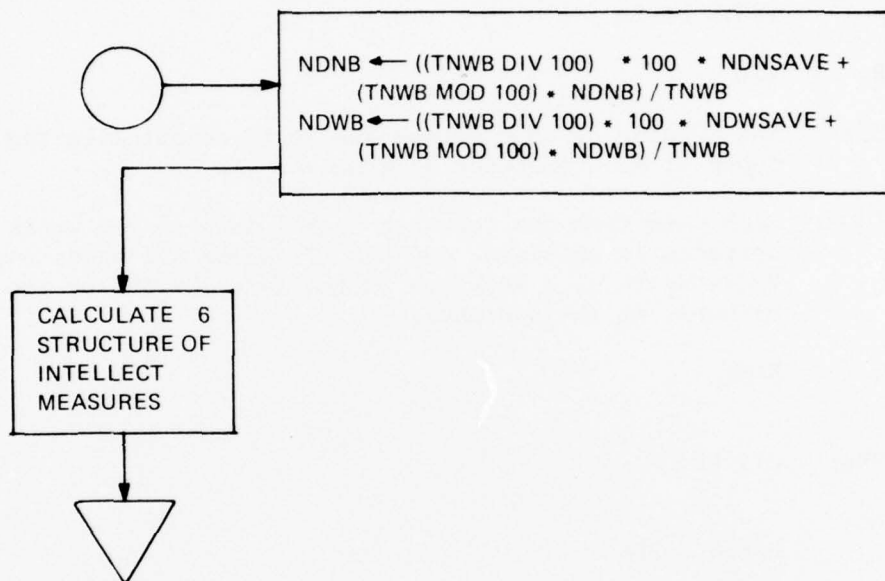 NDNB ← ((TNWB DIV 100) * 100 * NDNSAVE +
(TNWB MOD 100) * NDNB) / TNWB
NDWB ← ((TNWB DIV 100) * 100 * NDWSAVE +
(TNWB MOD 100) * NDWB) / TNWB
CALCULATE 6
STRUCTURE OF
INTELLECT
MEASURES